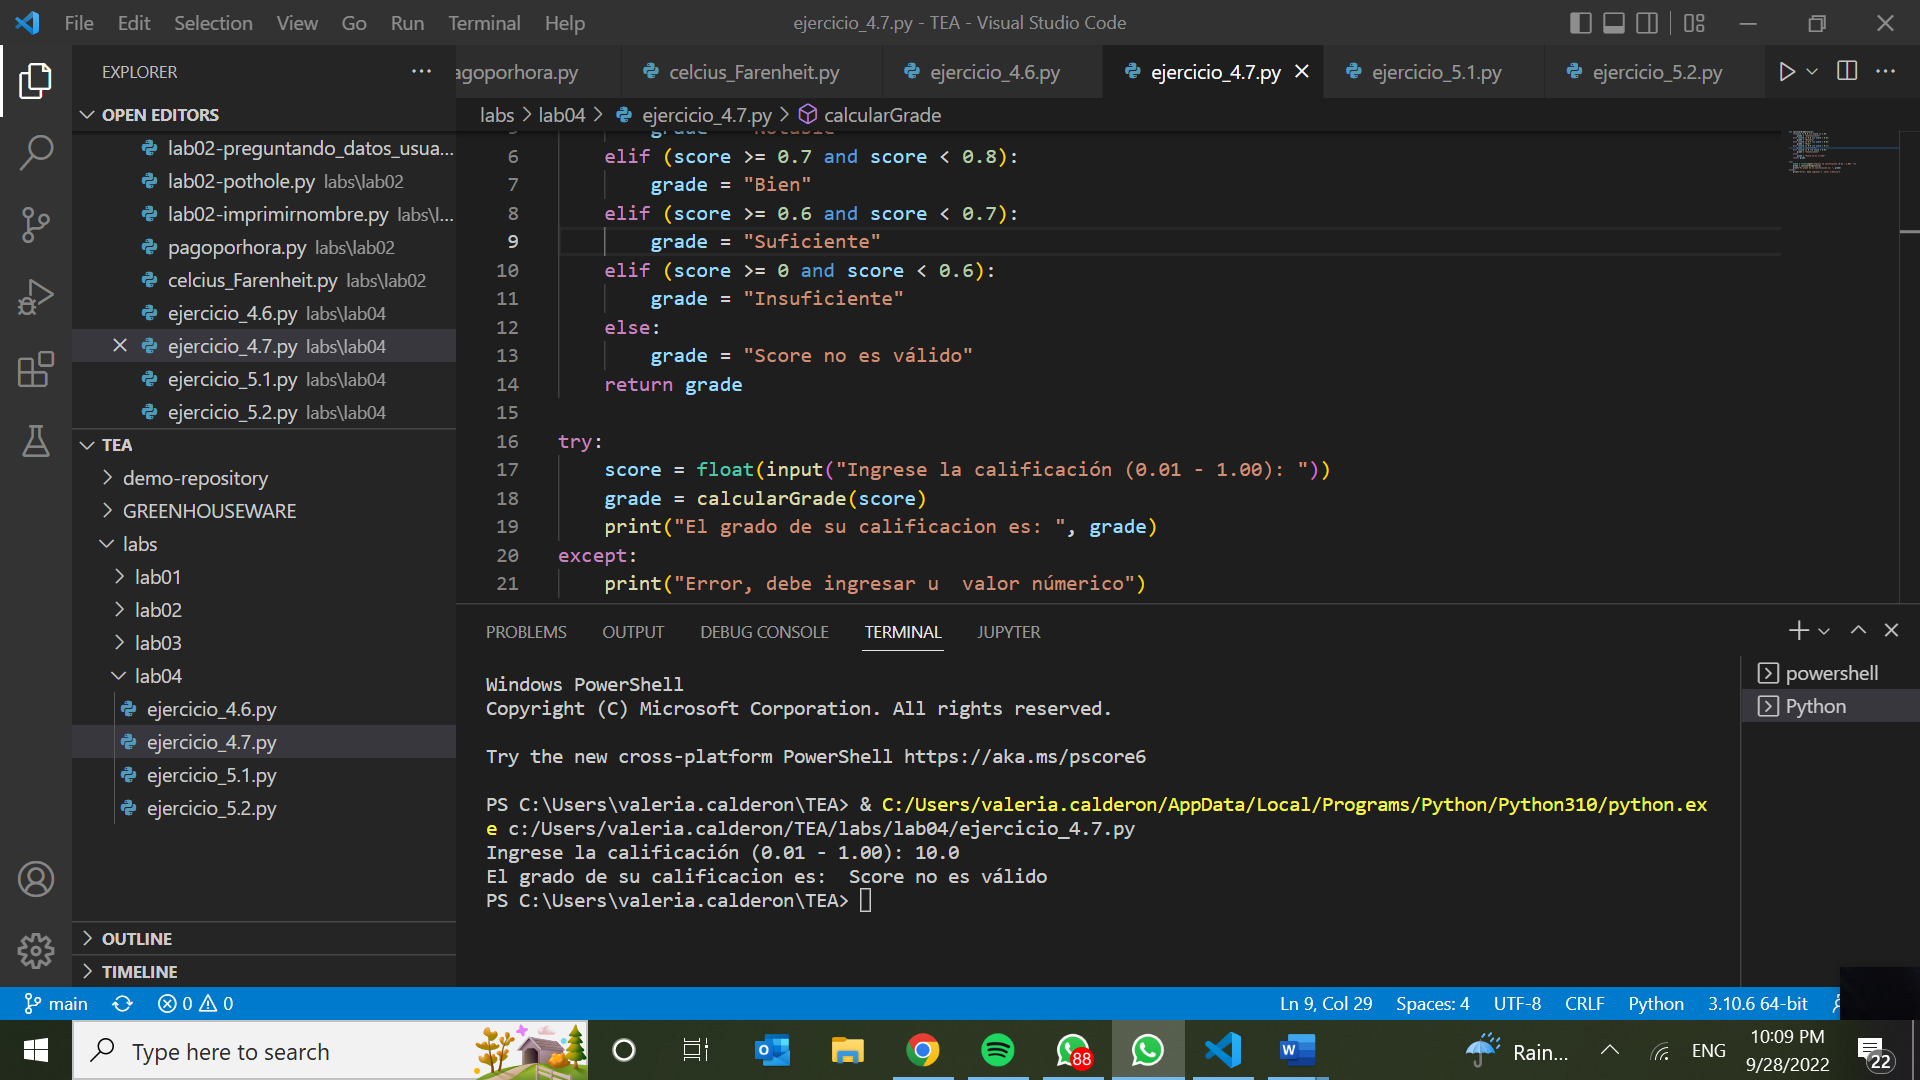 File Edit Selection View Go Run Terminal Help
ejercicio_4.7.py - TEA - Visual Studio Code
EXPLORER
agoporhora.py celcius_Farenheit.py ejercicio_4.6.py ejercicio_4.7.py ejercicio_5.1.py ejercicio_5.2.py
OPEN EDITORS
labs > lab04 > ejercicio_4.7.py > calcularGrade
lab02-preguntando_datos_usua...
lab02-pothole.py labs\lab02
lab02-imprimirnombre.py labs\l...
pagoporhora.py labs\lab02
celcius_Farenheit.py labs\lab02
ejercicio_4.6.py labs\lab04
ejercicio_4.7.py labs\lab04
ejercicio_5.1.py labs\lab04
ejercicio_5.2.py labs\lab04
TEA
demo-repository
GREENHOUSEWARE
labs
lab01
lab02
lab03
lab04
ejercicio_4.6.py
ejercicio_4.7.py
ejercicio_5.1.py
ejercicio_5.2.py
OUTLINE
TIMELINE
5 grade = "Notable"
6 elif (score >= 0.7 and score < 0.8):
7 grade = "Bien"
8 elif (score >= 0.6 and score < 0.7):
9 grade = "Suficiente"
10 elif (score >= 0 and score < 0.6):
11 grade = "Insuficiente"
12 else:
13 grade = "Score no es válido"
14 return grade
15
16 try:
17 score = float(input("Ingrese la calificación (0.01 - 1.00): "))
18 grade = calcularGrade(score)
19 print("El grado de su calificacion es: ", grade)
20 except:
21 print("Error, debe ingresar u  valor númerico")
PROBLEMS OUTPUT DEBUG CONSOLE TERMINAL JUPYTER
powershell
Python
Windows PowerShell
Copyright (C) Microsoft Corporation. All rights reserved.
Try the new cross-platform PowerShell https://aka.ms/pscore6
PS C:\Users\valeria.calderon\TEA> & C:/Users/valeria.calderon/AppData/Local/Programs/Python/Python310/python.ex
e c:/Users/valeria.calderon/TEA/labs/lab04/ejercicio_4.7.py
Ingrese la calificación (0.01 - 1.00): 10.0
El grado de su calificacion es:  Score no es válido
PS C:\Users\valeria.calderon\TEA>
main 0 0 Ln 9, Col 29 Spaces: 4 UTF-8 CRLF Python 3.10.6 64-bit
Type here to search
88
Rain...
ENG
10:09 PM
9/28/2022
22